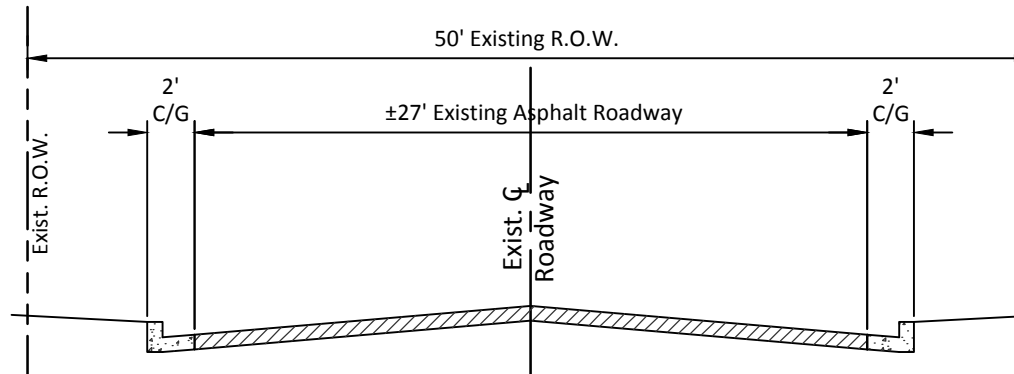 50' Existing R.O.W.
2'
C/G
±27' Existing Asphalt Roadway
2'
C/G
Exist. R.O.W.
Exist. ℄
Roadway